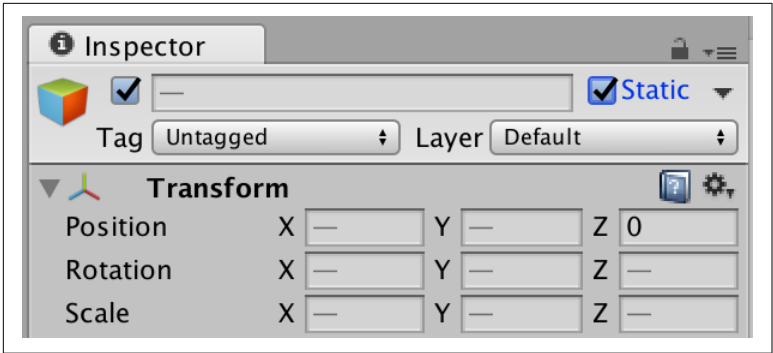 Inspector
—
Static
Tag Untagged Layer Default
Transform
Position X — Y — Z 0
Rotation X — Y — Z —
Scale X — Y — Z —